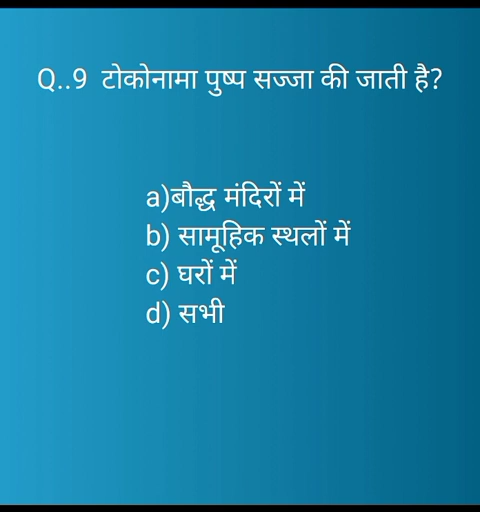 Q..9 टोकोनामा पुष्प सज्जा की जाती है?
a)बौद्ध मंदिरों में
b) सामूहिक स्थलों में
c) घरों में
d) सभी